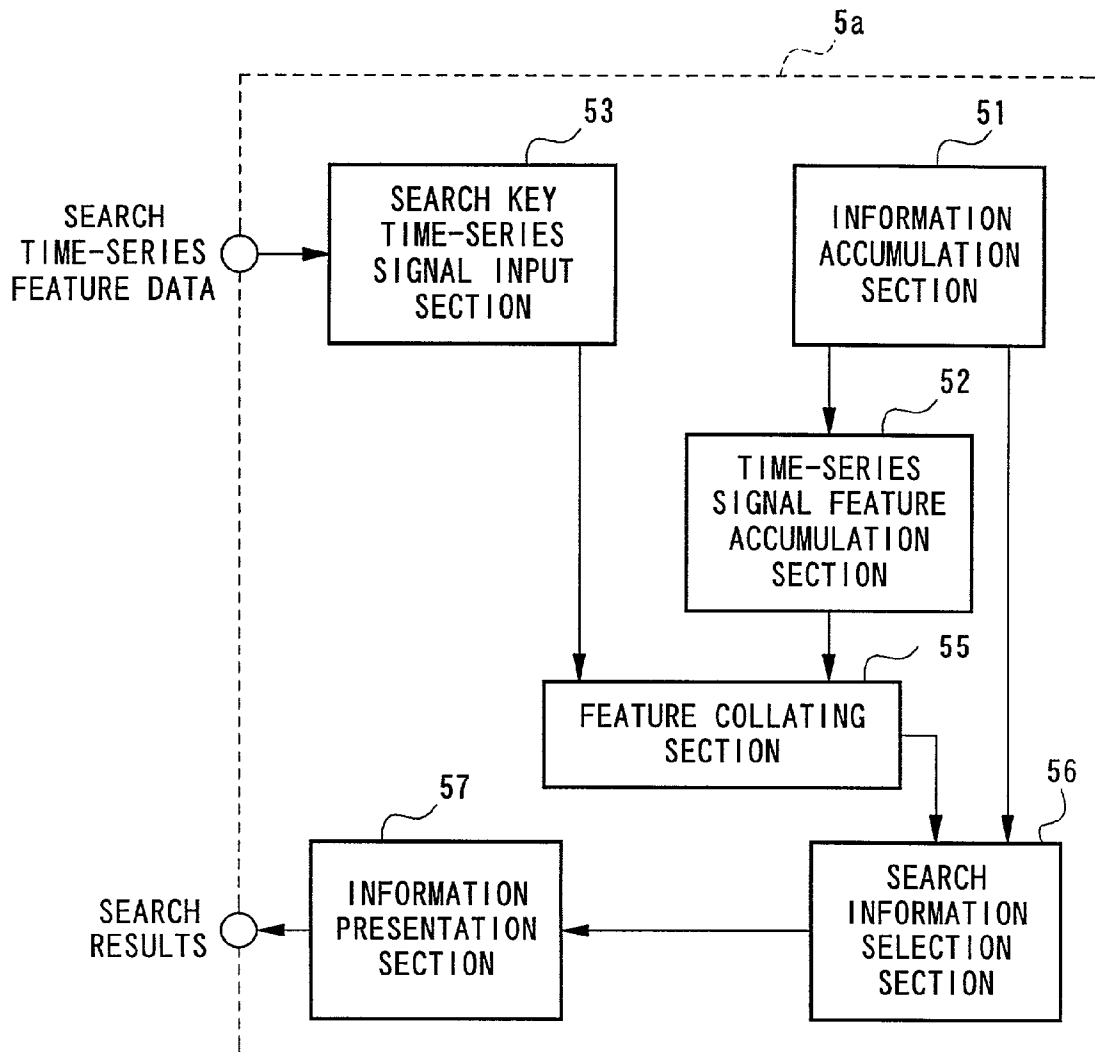 5a
53
51
SEARCH
TIME-SERIES
FEATURE DATA
SEARCH KEY
TIME-SERIES
SIGNAL INPUT
SECTION
INFORMATION
ACCUMULATION
SECTION
52
TIME-SERIES
SIGNAL FEATURE
ACCUMULATION
SECTION
55
FEATURE COLLATING
SECTION
57
56
SEARCH
RESULTS
INFORMATION
PRESENTATION
SECTION
SEARCH
INFORMATION
SELECTION
SECTION